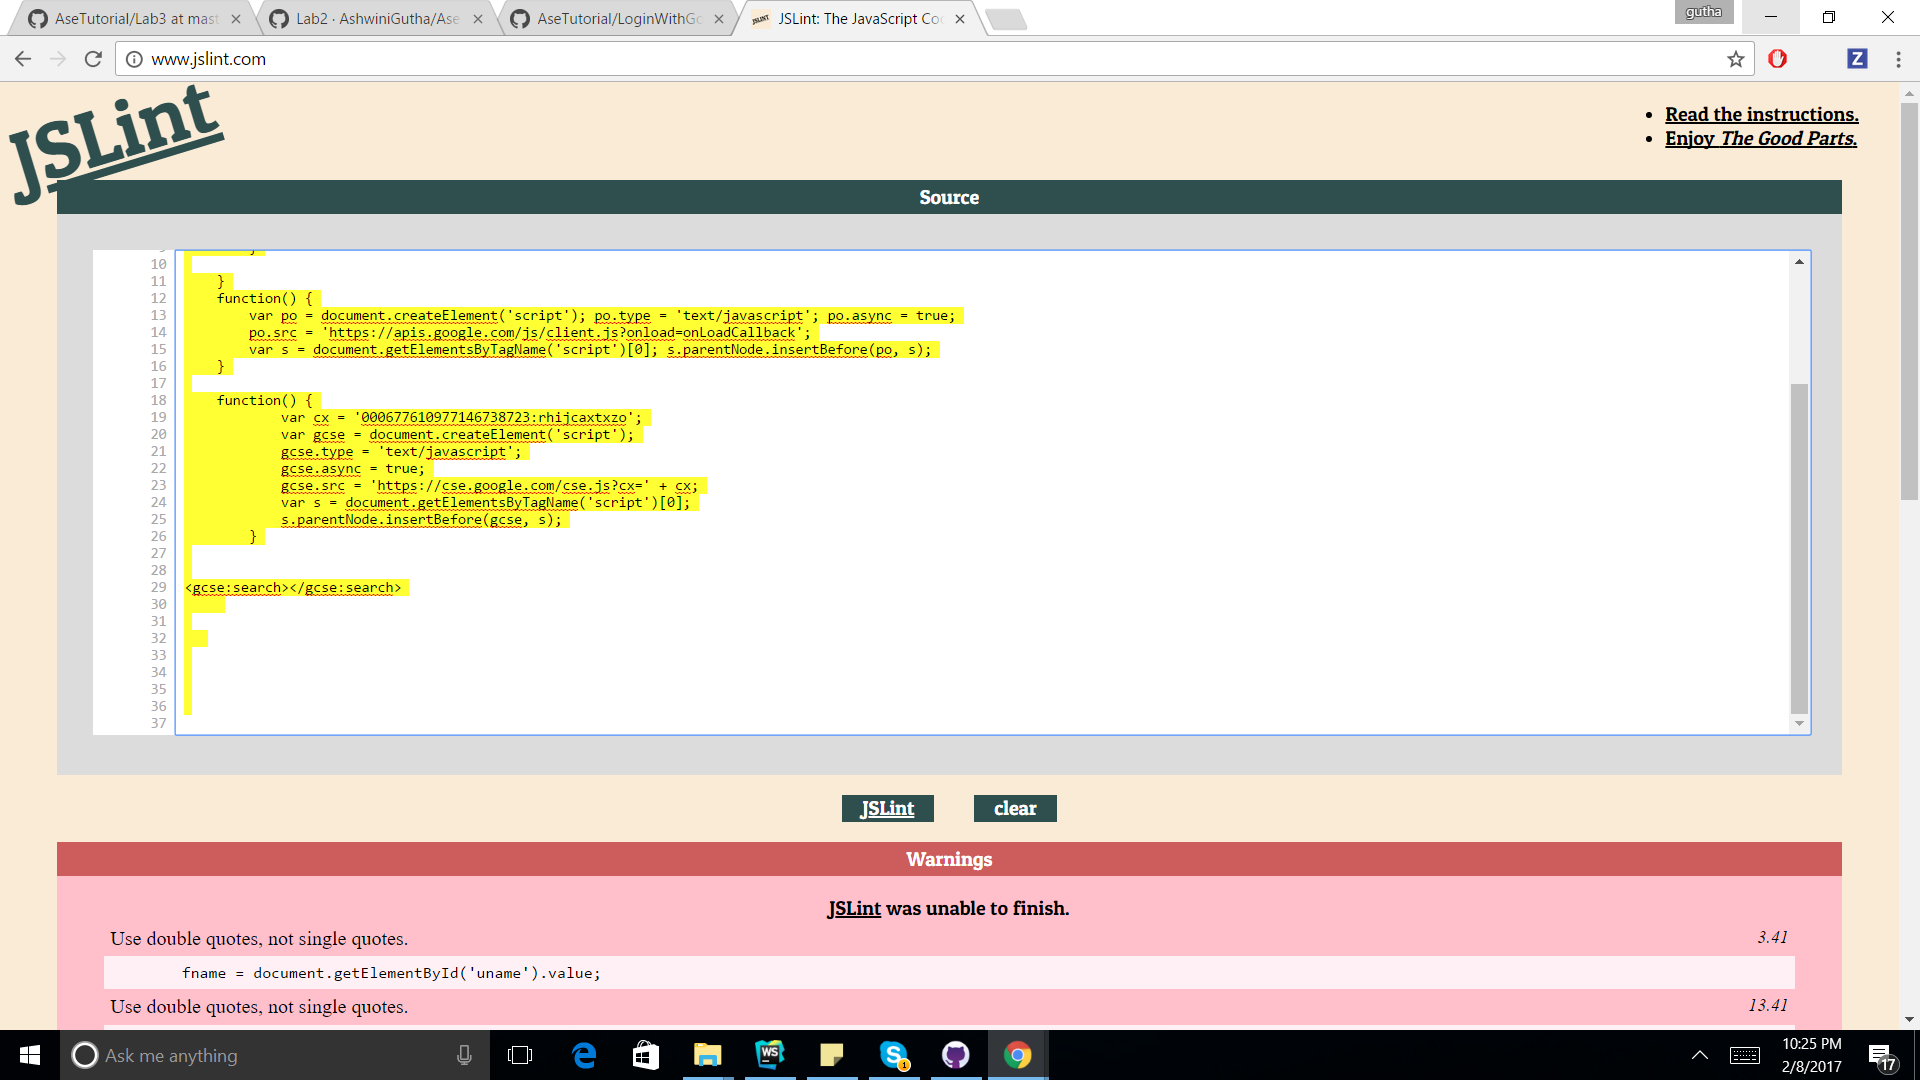 AseTutorial/Lab3 at mast
Lab2 · AshwiniGutha/Ase
AseTutorial/LoginWithGo
JSLint: The JavaScript Co
gutha
www.jslint.com
Z
JSLint
Read the instructions.
Enjoy The Good Parts.
Source
10
11 }
12 function() {
13 var po = document.createElement('script'); po.type = 'text/javascript'; po.async = true;
14 po.src = 'https://apis.google.com/js/client.js?onload=onLoadCallback';
15 var s = document.getElementsByTagName('script')[0]; s.parentNode.insertBefore(po, s);
16 }
17
18 function() {
19 var cx = '000677610977146738723:rhijcaxtxzo';
20 var gcse = document.createElement('script');
21 gcse.type = 'text/javascript';
22 gcse.async = true;
23 gcse.src = 'https://cse.google.com/cse.js?cx=' + cx;
24 var s = document.getElementsByTagName('script')[0];
25 s.parentNode.insertBefore(gcse, s);
26 }
27
28
29 <gcse:search></gcse:search>
30
31
32
33
34
35
36
37
JSLint clear
Warnings
JSLint was unable to finish.
Use double quotes, not single quotes. 3.41
fname = document.getElementById('uname').value;
Use double quotes, not single quotes. 13.41
Ask me anything
WS
S
1
10:25 PM
2/8/2017
17